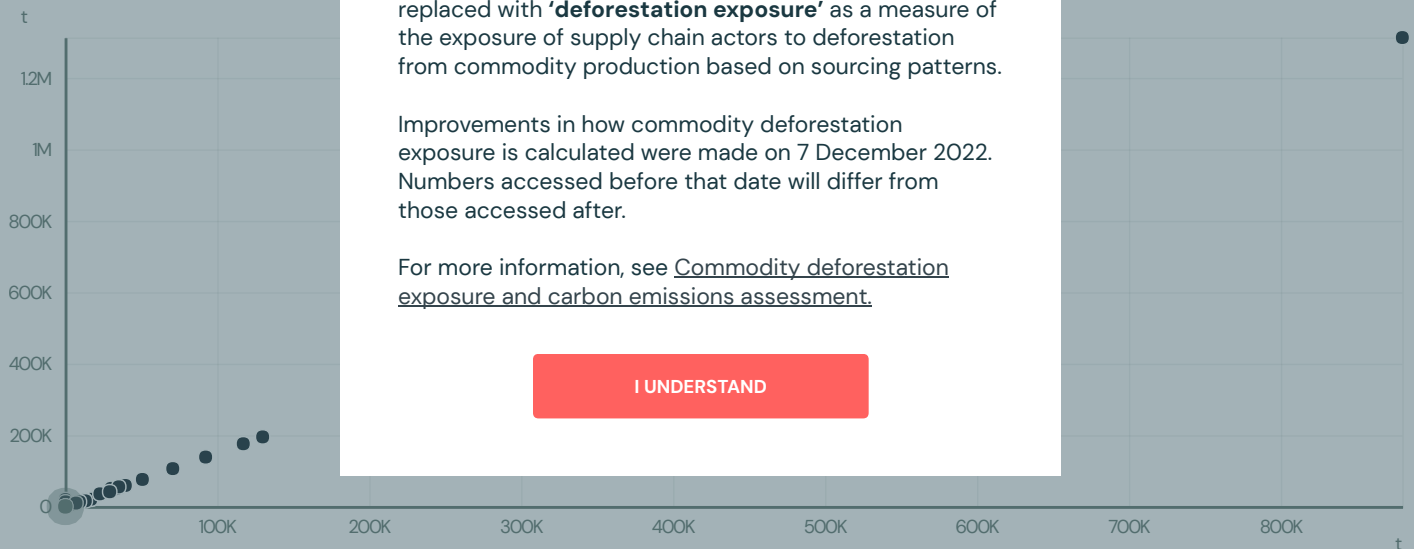 t
replaced with ‘deforestation exposure’ as a measure of
the exposure of supply chain actors to deforestation
from commodity production based on sourcing patterns.
Improvements in how commodity deforestation
exposure is calculated were made on 7 December 2022.
Numbers accessed before that date will differ from
those accessed after.
For more information, see Commodity deforestation
exposure and carbon emissions assessment.
I UNDERSTAND
1.2M
1M
800K
600K
400K
200K
0
100K 200K 300K 400K 500K 600K 700K 800K
t